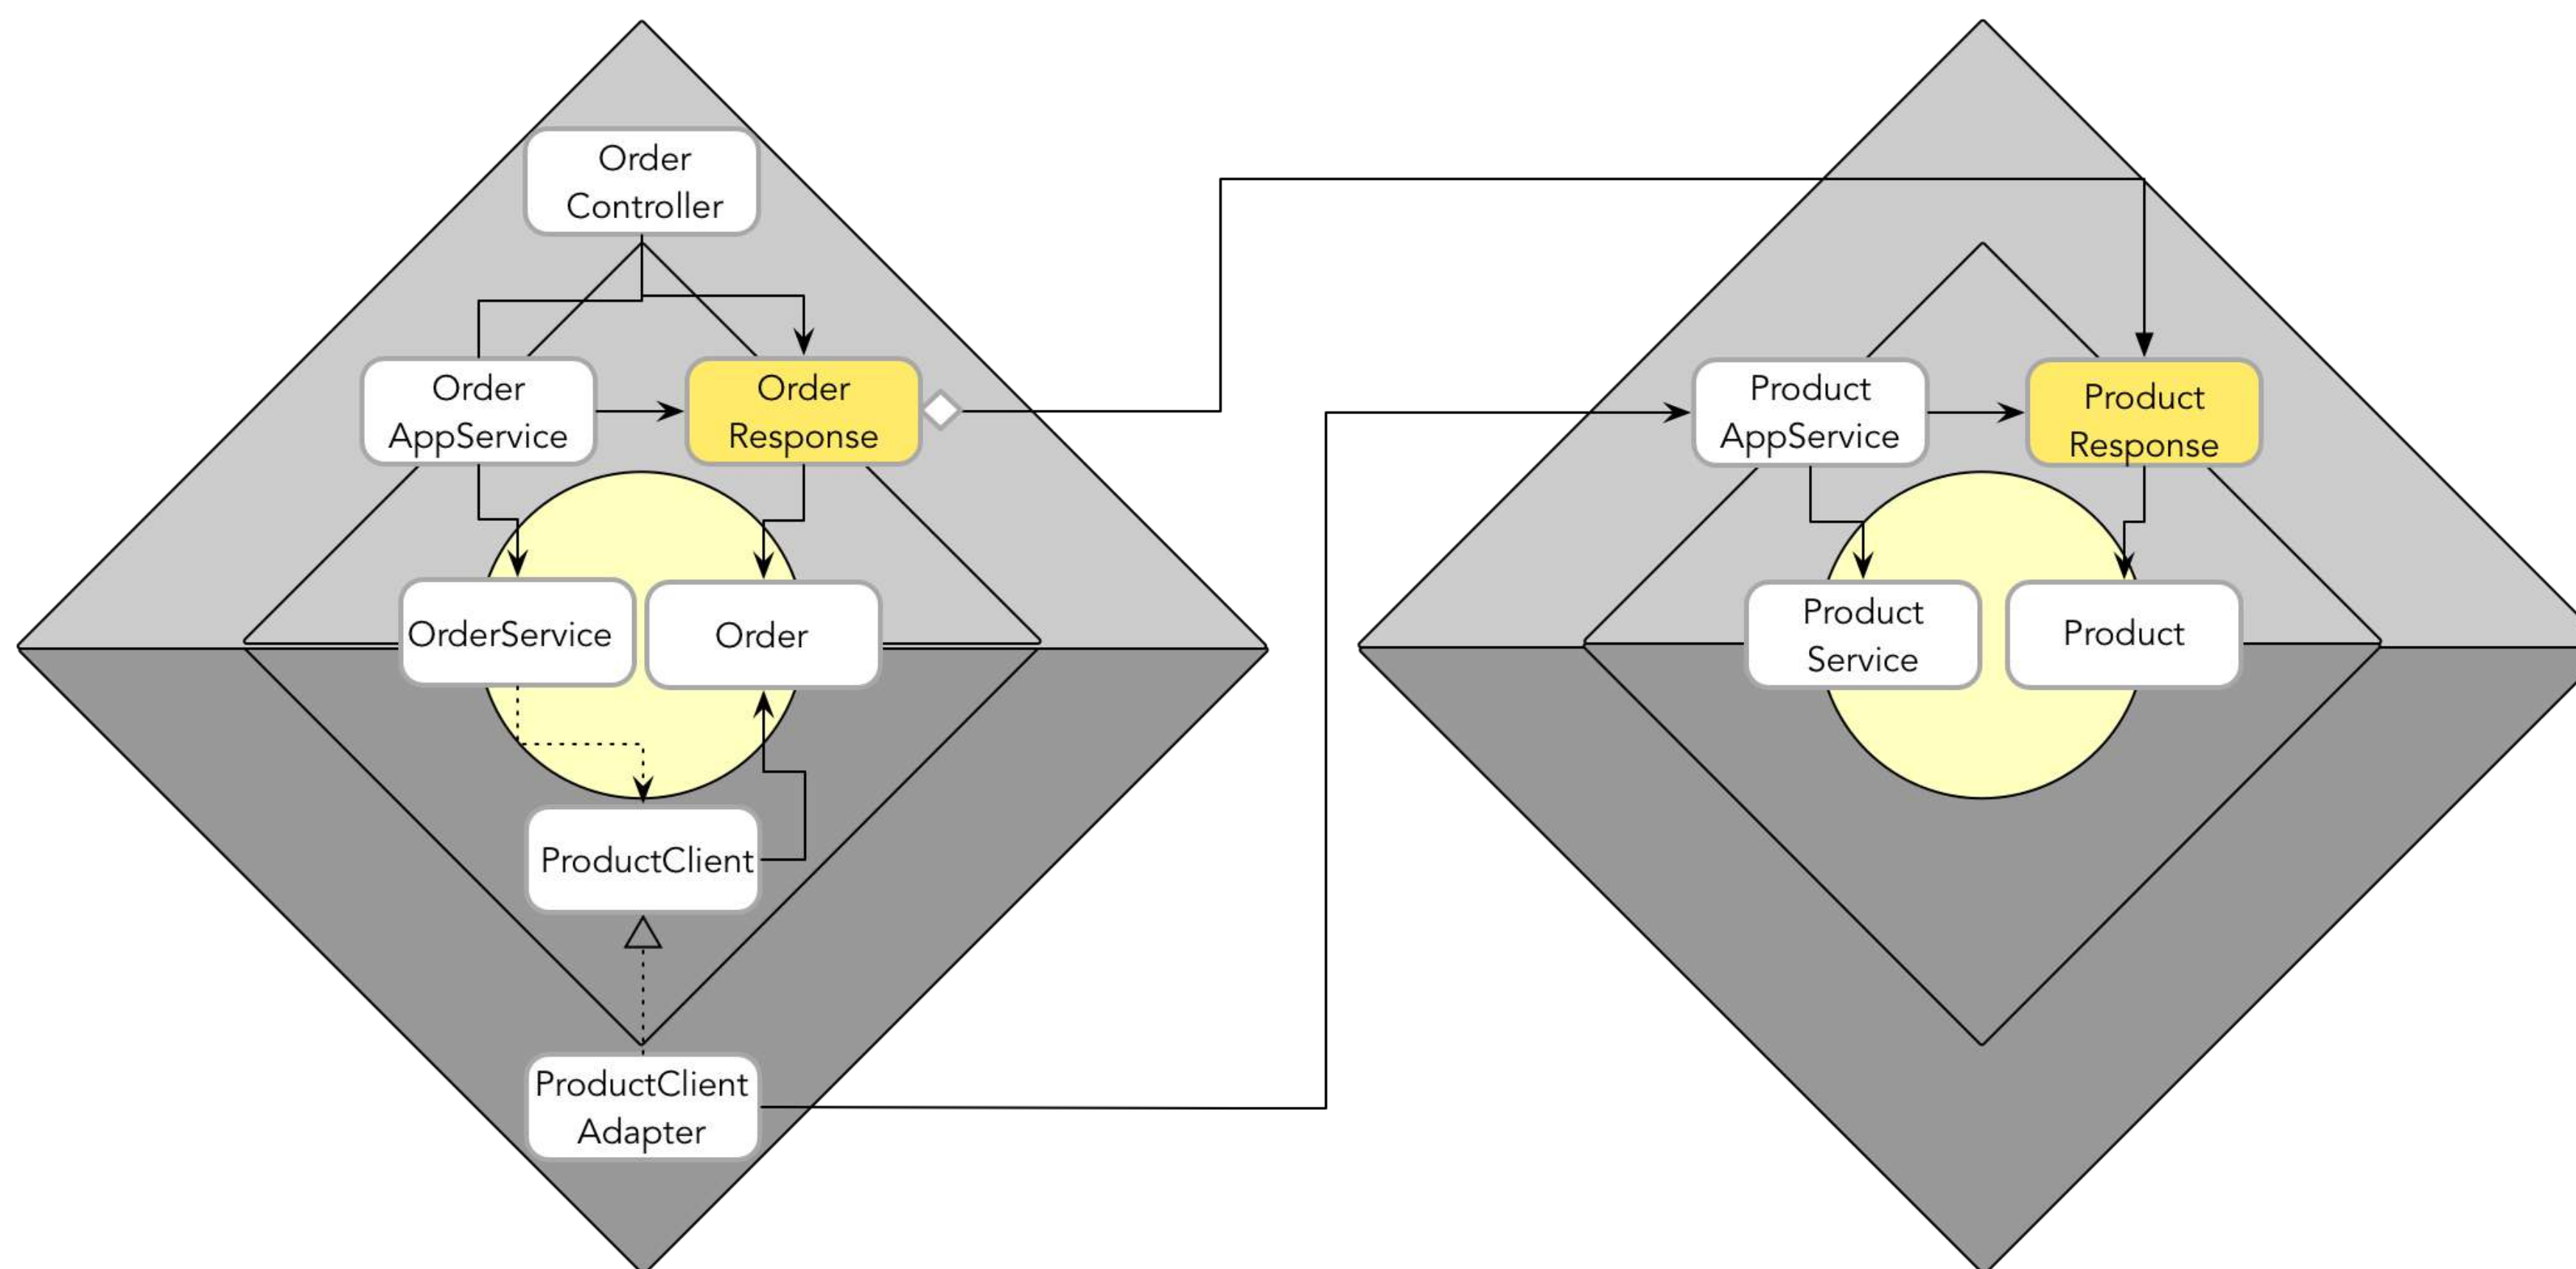 Order
Controller
Order
AppService
Order
Response
Product
AppService
Product
Response
OrderService
Order
Product
Service
Product
ProductClient
ProductClient
Adapter